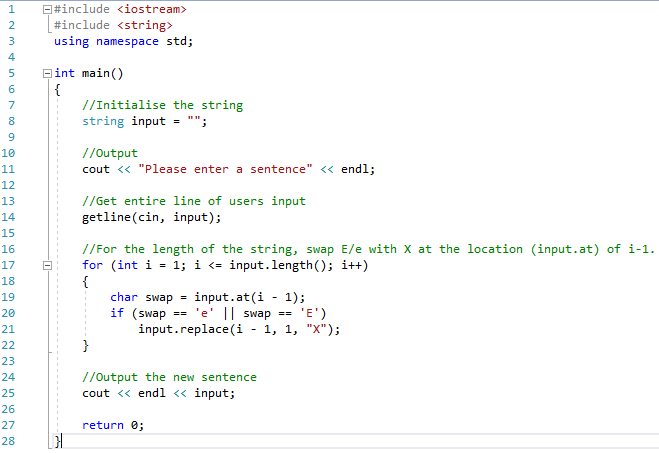 1 #include <iostream>
2 #include <string>
3 using namespace std;
4
5 int main()
6 {
7 //Initialise the string
8 string input = "";
9
10 //Output
11 cout << "Please enter a sentence" << endl;
12
13 //Get entire line of users input
14 getline(cin, input);
15
16 //For the length of the string, swap E/e with X at the location (input.at) of i-1.
17 for (int i = 1; i <= input.length(); i++)
18 {
19 char swap = input.at(i - 1);
20 if (swap == 'e' || swap == 'E')
21 input.replace(i - 1, 1, "X");
22 }
23
24 //Output the new sentence
25 cout << endl << input;
26
27 return 0;
28 }